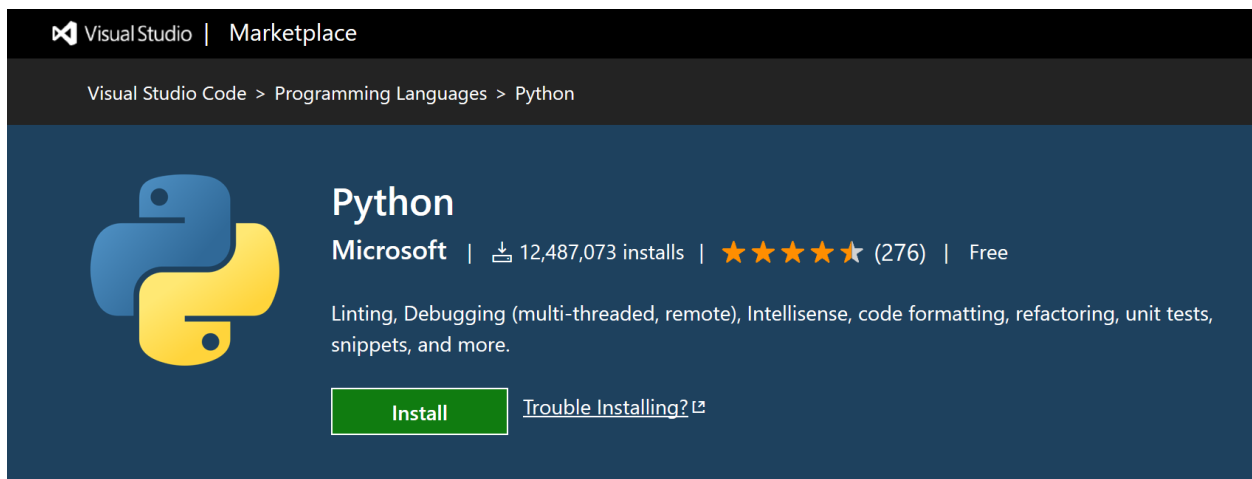 Visual Studio | Marketplace
Visual Studio Code > Programming Languages > Python
Python
Microsoft | 12,487,073 installs | (276) | Free
Linting, Debugging (multi-threaded, remote), Intellisense, code formatting, refactoring, unit tests,
snippets, and more.
Install Trouble Installing?